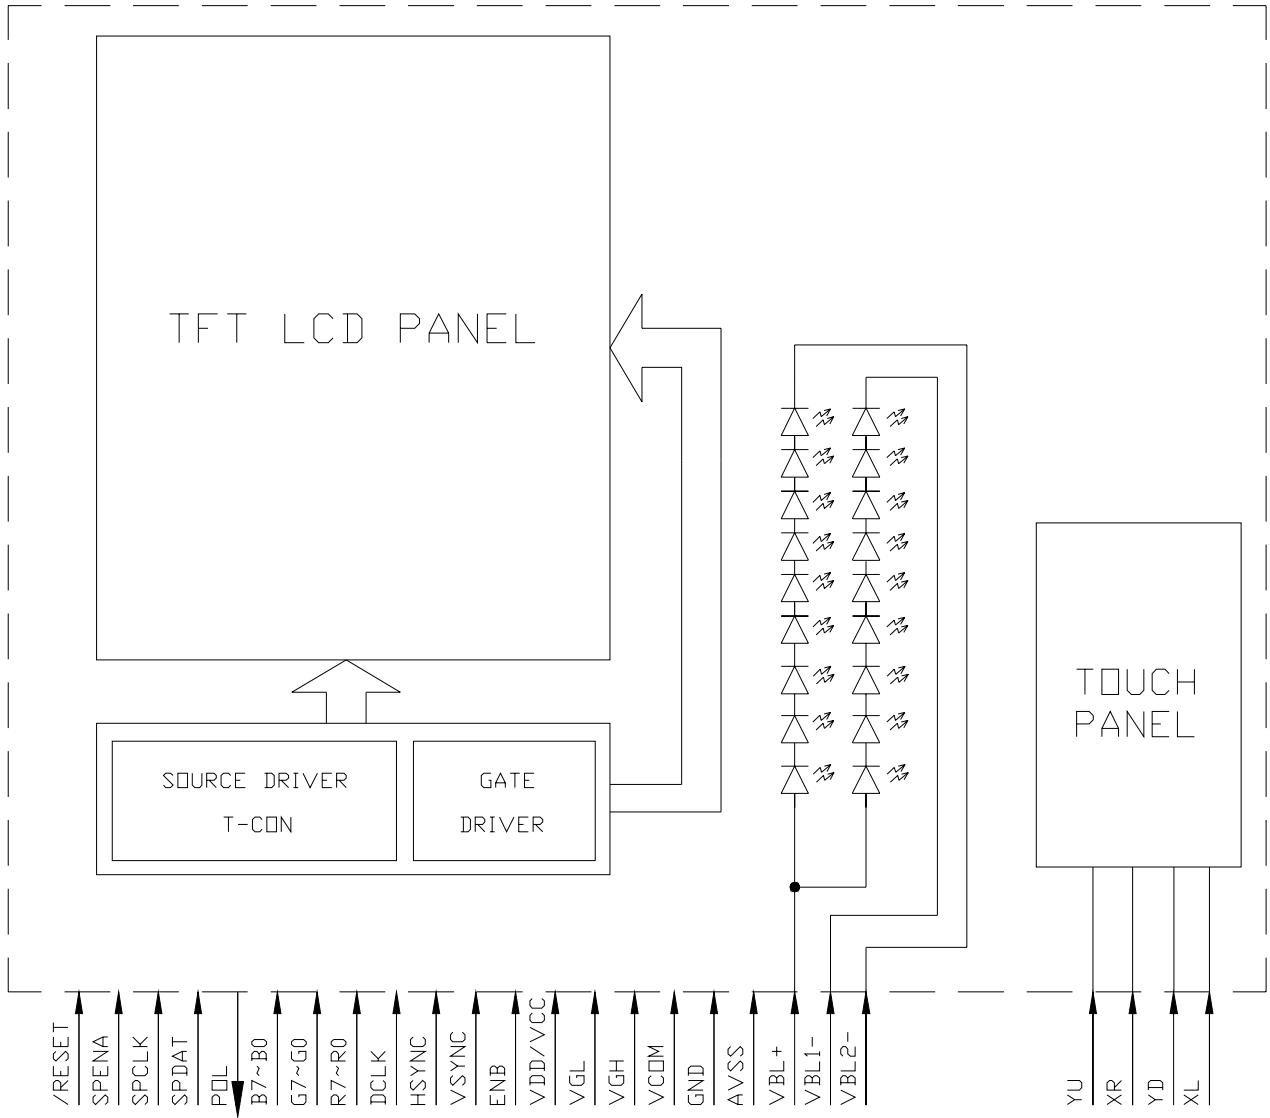 TFT LCD PANEL
TOUCH
PANEL
SOURCE DRIVER
T-CON
GATE
DRIVER
/RESET
SPENA
SPCLK
SPDAT
POL
B7~B0
G7~G0
R7~R0
DCLK
HSYNC
VSYNC
ENB
VDD/VCC
VGL
VGH
VCOM
GND
AVSS
VBL+
VBL1-
VBL2-
YU
XR
YD
XL